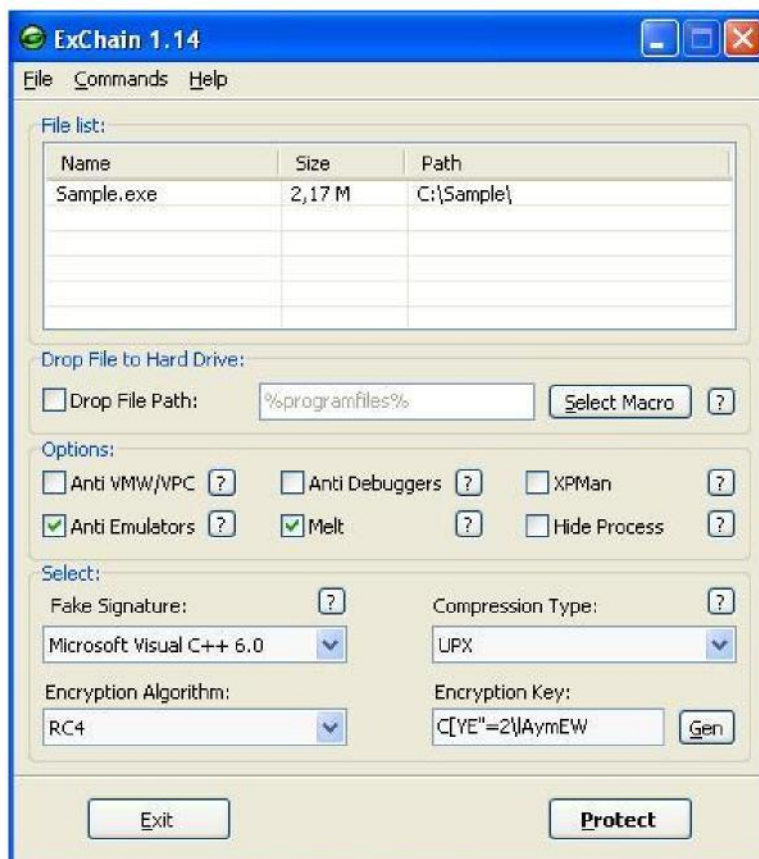 ExChain 1.14
File Commands Help
File list:
Name Size Path
Sample.exe 2,17 M C:\Sample\
Drop File to Hard Drive:
Drop File Path: %programfiles% Select Macro ?
Options:
Anti VMW/VPC ? Anti Debuggers ? XPMan ?
Anti Emulators ? Melt ? Hide Process ?
Select:
Fake Signature: ? Compression Type: ?
Microsoft Visual C++ 6.0 UPX
Encryption Algorithm: Encryption Key:
RC4 C[YE"=2\lAymEW Gen
Exit Protect